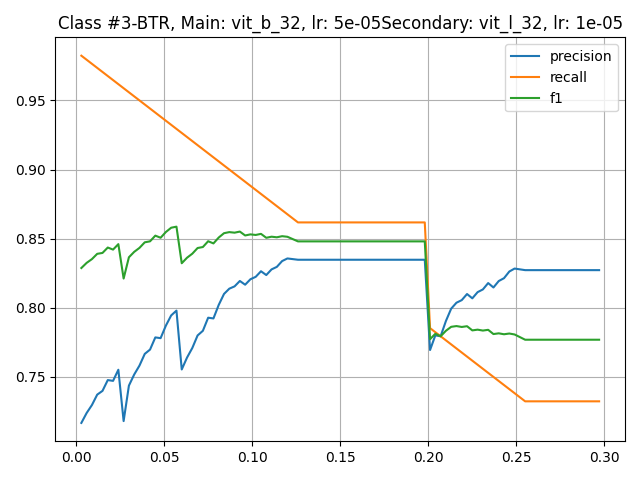 Class #3-BTR, Main: vit_b_32, lr: 5e-05Secondary: vit_l_32, lr: 1e-05
precision
recall
f1
0.95
0.90
0.85
0.80
0.75
0.00 0.05 0.10 0.15 0.20 0.25 0.30